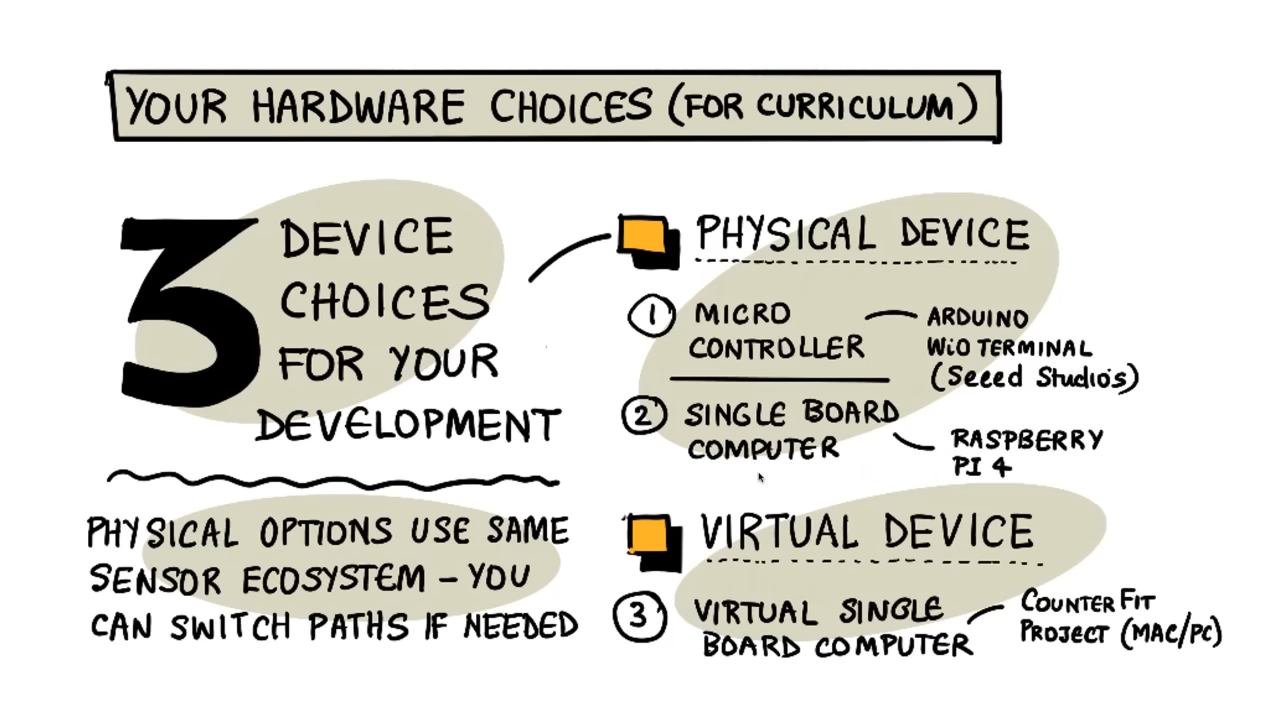 YOUR HARDWARE CHOICES (FOR CURRICULUM)
3
DEVICE
CHOICES
FOR YOUR
DEVELOPMENT
PHYSICAL OPTIONS USE SAME
SENSOR ECOSYSTEM – YOU
CAN SWITCH PATHS IF NEEDED
PHYSICAL DEVICE
1 MICRO
CONTROLLER
ARDUINO
WiO TERMINAL
(Seeed Studio's)
2 SINGLE BOARD
COMPUTER
RASPBERRY
PI 4
VIRTUAL DEVICE
3 VIRTUAL SINGLE
BOARD COMPUTER
COUNTERFIT
PROJECT (MAC/PC)